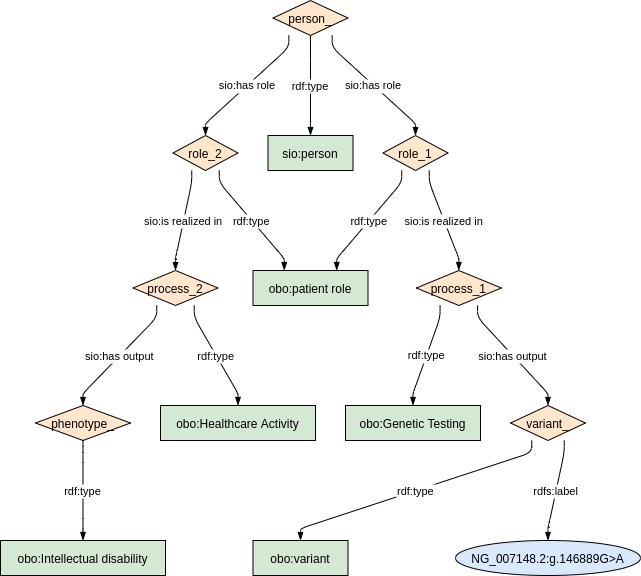 person_
sio:has role
rdf:type
sio:has role
role_2
sio:person
role_1
sio:is realized in
rdf:type
rdf:type
sio:is realized in
process_2
obo:patient role
process_1
sio:has output
rdf:type
rdf:type
sio:has output
phenotype_
obo:Healthcare Activity
obo:Genetic Testing
variant_
rdf:type
rdf:type
rdfs:label
obo:Intellectual disability
obo:variant
NG_007148.2:g.146889G>A